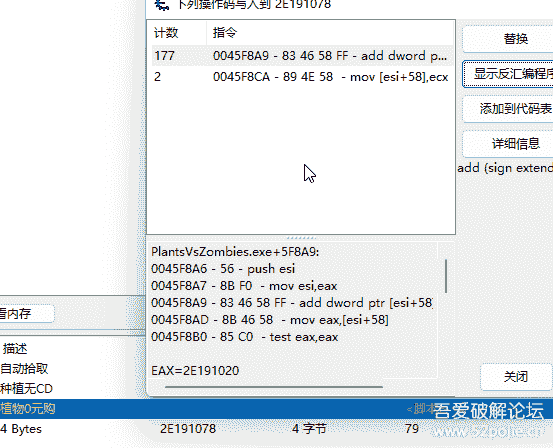 下列操作码写入到 2E191078
计数 指令
177 0045F8A9 - 83 46 58 FF - add dword p...
2 0045F8CA - 89 4E 58 - mov [esi+58],ecx
替换
显示反汇编程序
添加到代码表
详细信息
add (sign extend
PlantsVsZombies.exe+5F8A9:
0045F8A6 - 56 - push esi
0045F8A7 - 8B F0 - mov esi,eax
0045F8A9 - 83 46 58 FF - add dword ptr [esi+58]
0045F8AD - 8B 46 58 - mov eax,[esi+58]
0045F8B0 - 85 C0 - test eax,eax
EAX=2E191020
关闭
看内存
描述
自动拾取
种植无CD
植物0元购 <脚本
4 Bytes 2E191078 4 字节 79
吾爱破解论坛
www.52pojie.cn